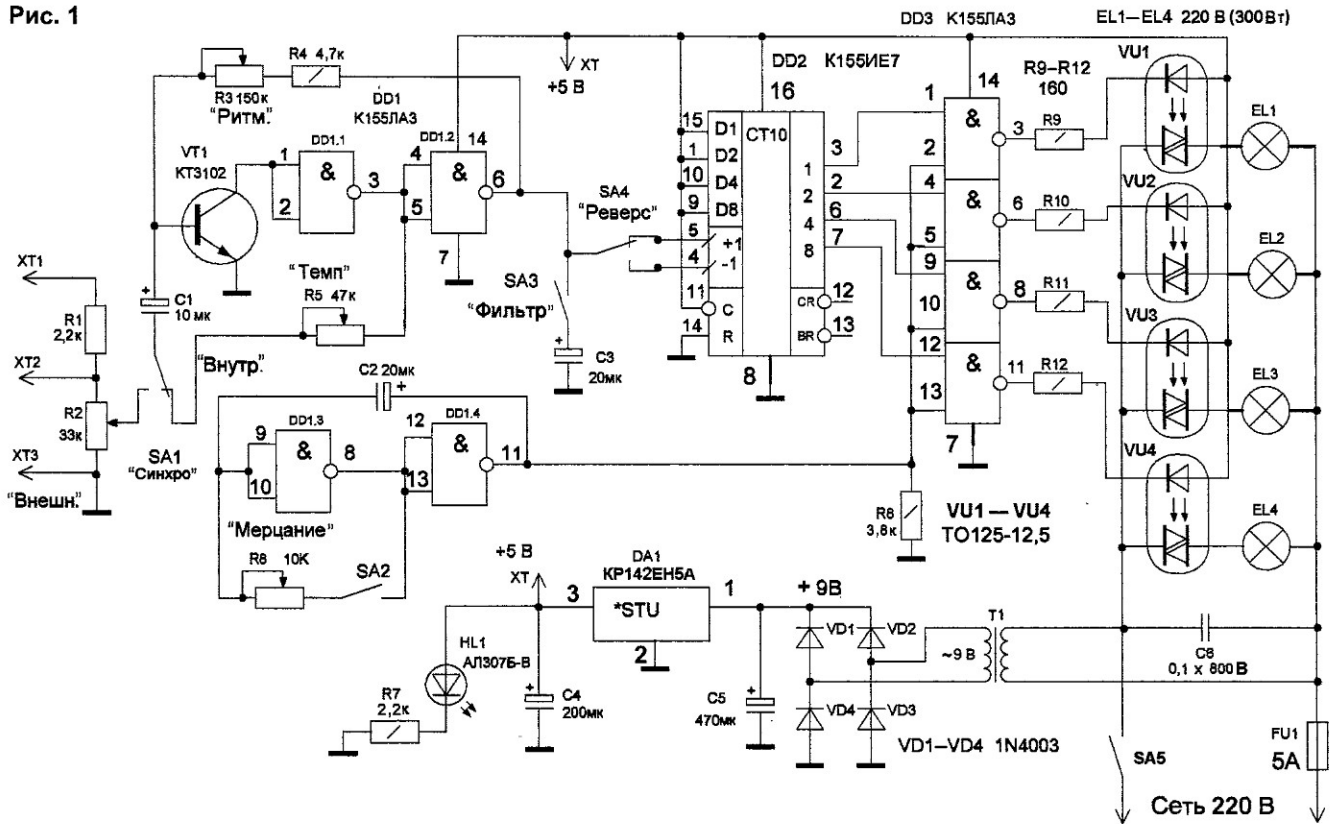 Рис. 1
DD3 К155ЛА3
EL1—EL4 220 В (300Вт)
R4 4,7к
XT
+5 В
DD2 К155ИЕ7
VU1
R3 150к
"Ритм."
DD1
К155ЛА3
16
14
R9–R12
160
1
EL1
VT1
КТ3102
DD1.1
DD1.2
14
15
D1
СТ10
&
3
R9
1
&
3
4
&
6
1
D2
3
1
2
VU2
2
5
10
D4
2
2
4
&
6
R10
SA4
"Реверс"
9
D8
6
4
EL2
7
5
+1
7
8
5
XT1
"Темп"
4
-1
9
&
8
R11
C1
10 мк
R5 47к
SA3
"Фильтр"
11
C
CR
12
10
VU3
R1
2,2к
14
R
BR
13
12
11
R12
EL3
"Внутр."
C3
20мк
8
&
XT2
C2 20мк
13
R2
33к
DD1.3
DD1.4
7
VU4
XT3
SA1
"Синхро"
9
&
8
12
&
11
EL4
"Внешн."
10
13
R8
3,8к
VU1 — VU4
ТО125-12,5
"Мерцание"
+5 В
DA1
КР142ЕН5А
R8 10K
SA2
XT
3
*STU
1
+ 9В
T1
HL1
АЛ307Б-В
2
VD1
VD2
~9 В
C8
0,1 x 800 В
R7
2,2к
C4
200мк
C5
470мк
VD4
VD3
FU1
5А
VD1–VD4 1N4003
SA5
Сеть 220 В